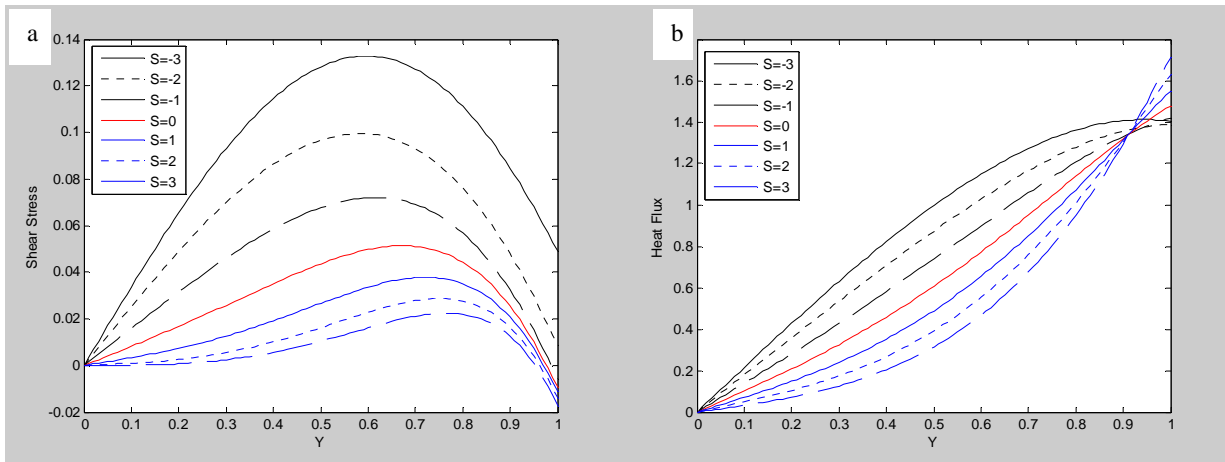 a
0.14
0.12
0.1
0.08
0.06
0.04
0.02
0
-0.02
Shear Stress
S=-3
S=-2
S=-1
S=0
S=1
S=2
S=3
0 0.1 0.2 0.3 0.4 0.5 0.6 0.7 0.8 0.9 1
Y
b
1.6
1.4
1.2
1
0.8
0.6
0.4
0.2
0
Heat Flux
S=-3
S=-2
S=-1
S=0
S=1
S=2
S=3
0 0.1 0.2 0.3 0.4 0.5 0.6 0.7 0.8 0.9 1
Y